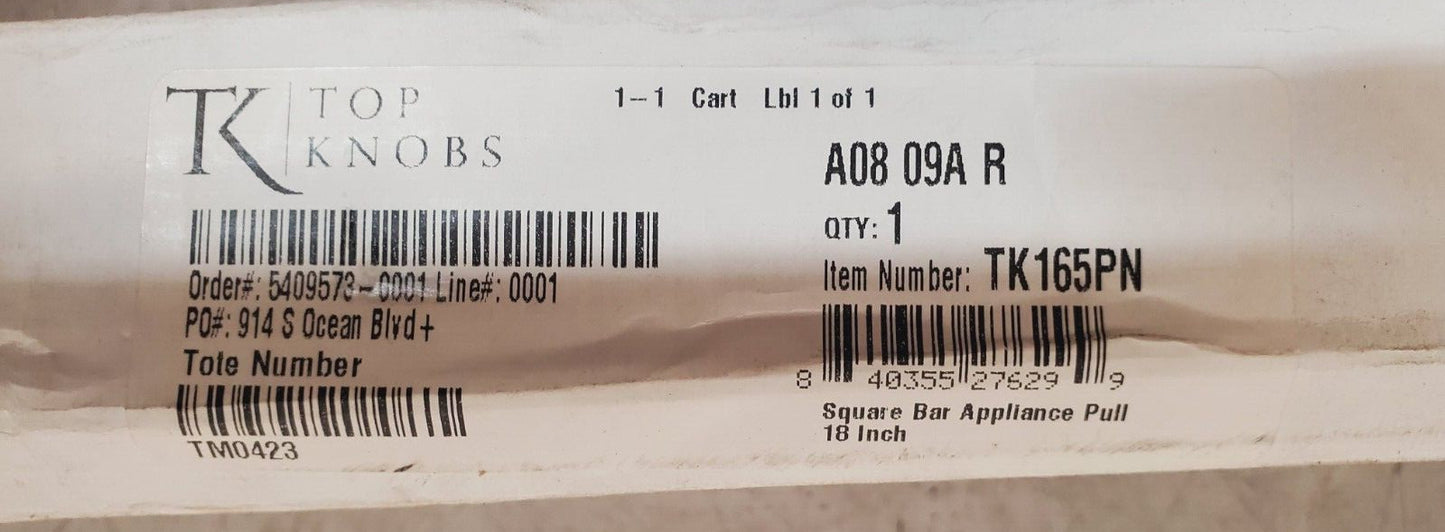 TK TOP KNOBS
1-1 Cart Lbl 1 of 1
A08 09A R
QTY: 1
Item Number: TK165PN
8 40355 27629 9
Square Bar Appliance Pull
18 Inch
Order#: 5409573-0001 Line#: 0001
PO#: 914 S Ocean Blvd+
Tote Number
TM0423